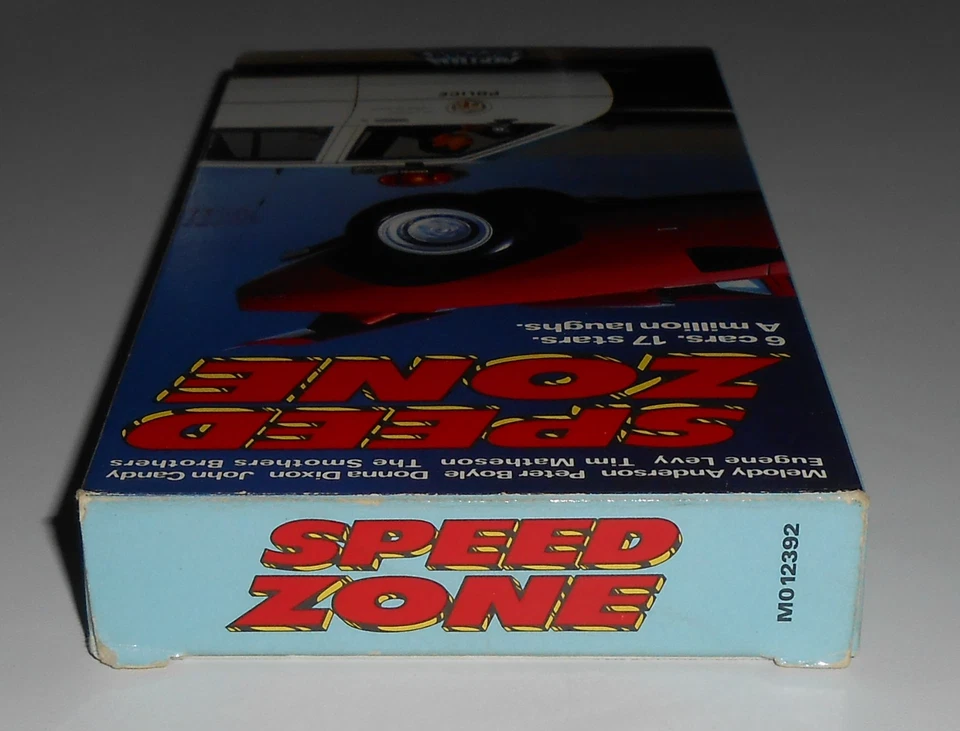 SPEED
ZONE
M012392
Melody Anderson Peter Boyle Donna Dixon John Candy
Eugene Levy Tim Matheson The Smothers Brothers
SPEED
ZONE
6 cars. 17 stars.
A million laughs.
POLICE